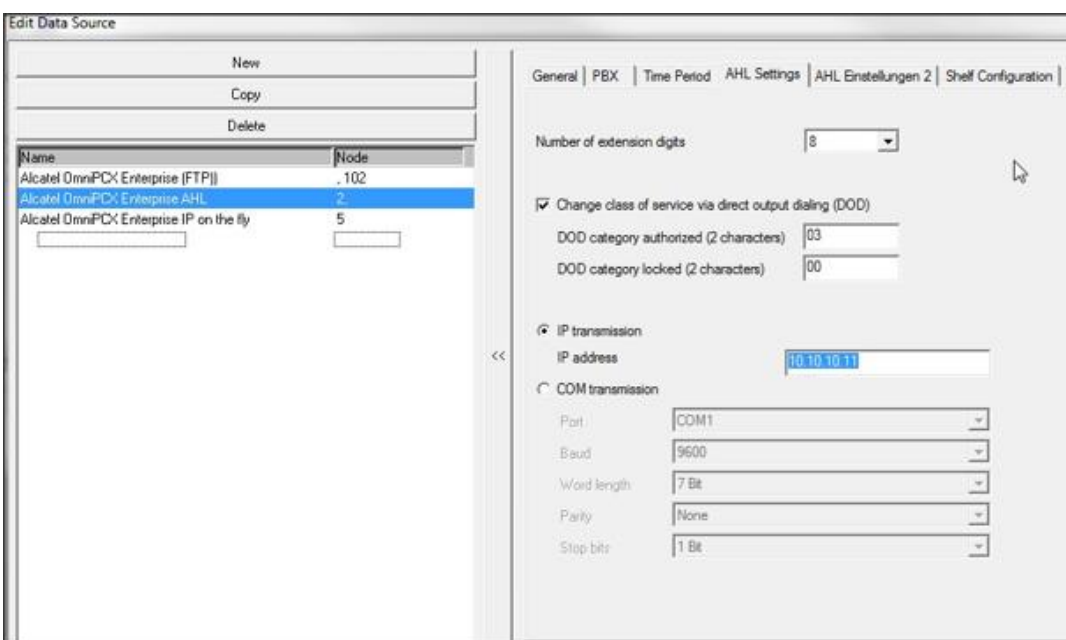 Edit Data Source
New
Copy
Delete
Name Node
Alcatel OmniPCX Enterprise (FTP)) , 102
Alcatel OmniPCX Enterprise AHL 2,
Alcatel OmniPCX Enterprise IP on the fly 5
<<
General PBX Time Period AHL Settings AHL Einstellungen 2 Shelf Configuration
Number of extension digits 8
Change class of service via direct output dialing (DOD)
DOD category authorized (2 characters) 03
DOD category locked (2 characters) 00
IP transmission
IP address 10.10.10.11
COM transmission
Port COM1
Baud 9600
Word length 7 Bit
Parity None
Stop bits 1 Bit